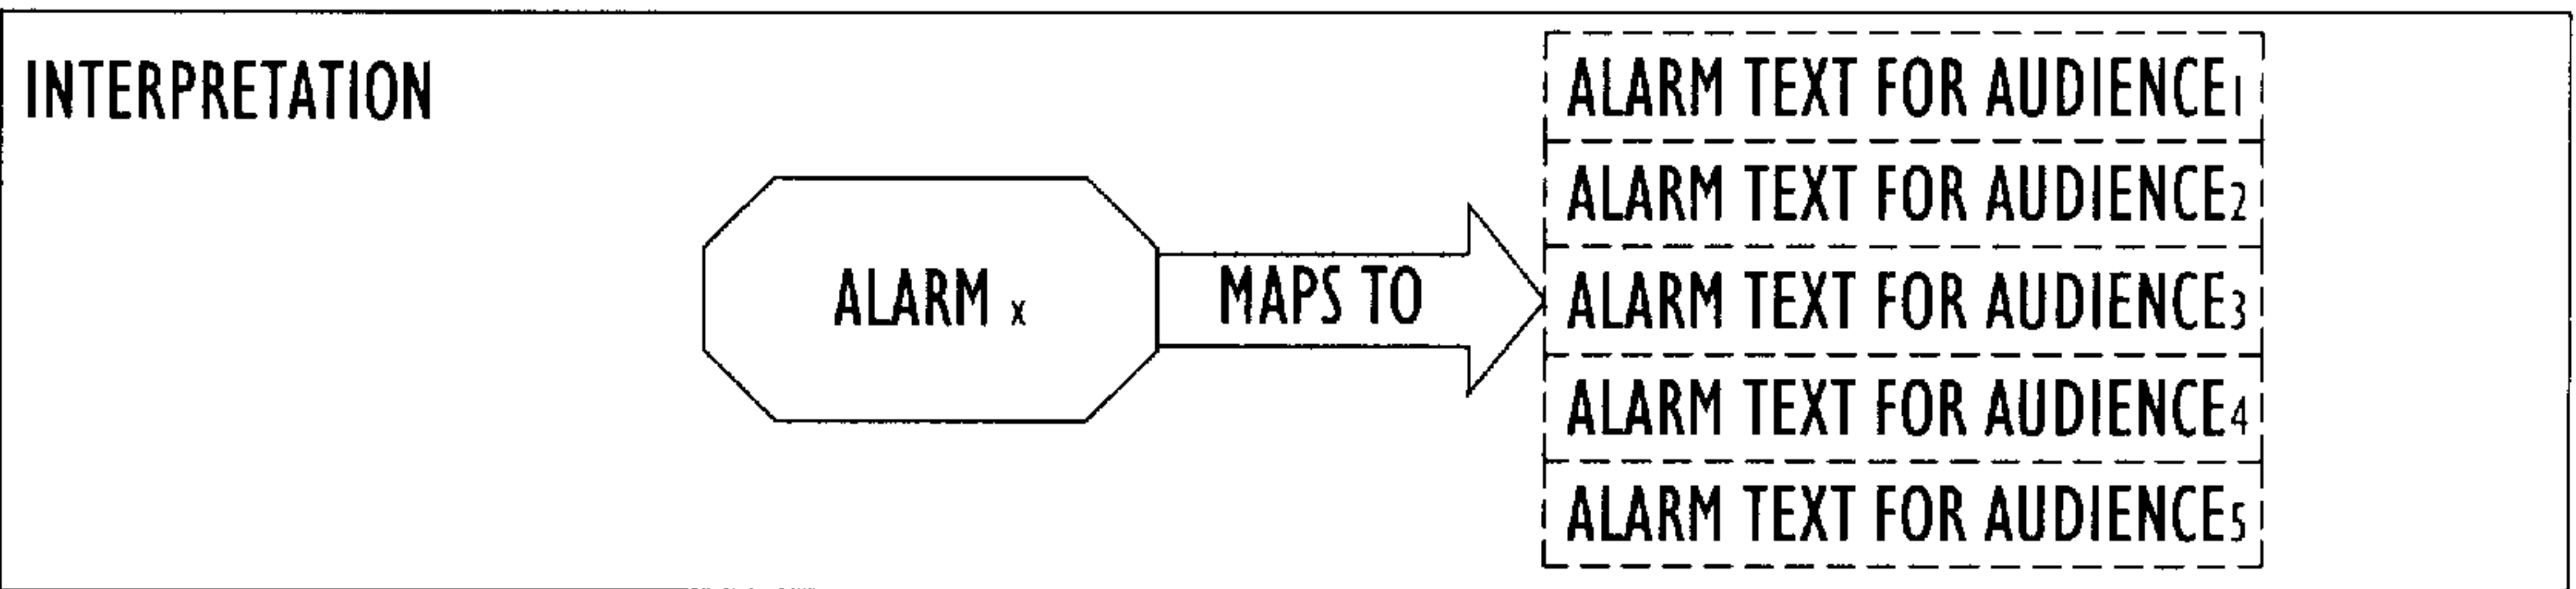 INTERPRETATION
ALARM x
MAPS TO
ALARM TEXT FOR AUDIENCE1
ALARM TEXT FOR AUDIENCE2
ALARM TEXT FOR AUDIENCE3
ALARM TEXT FOR AUDIENCE4
ALARM TEXT FOR AUDIENCE5